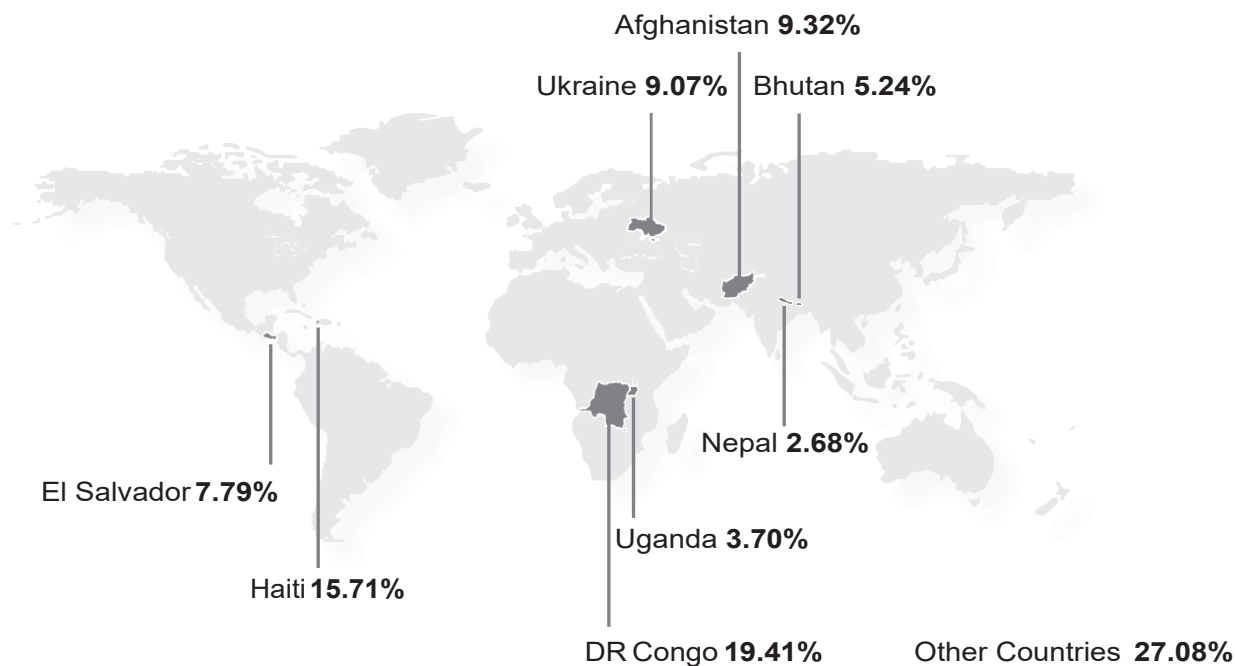 Afghanistan 9.32%
Ukraine 9.07%
Bhutan 5.24%
Nepal 2.68%
El Salvador 7.79%
Uganda 3.70%
Haiti 15.71%
DR Congo 19.41%
Other Countries 27.08%